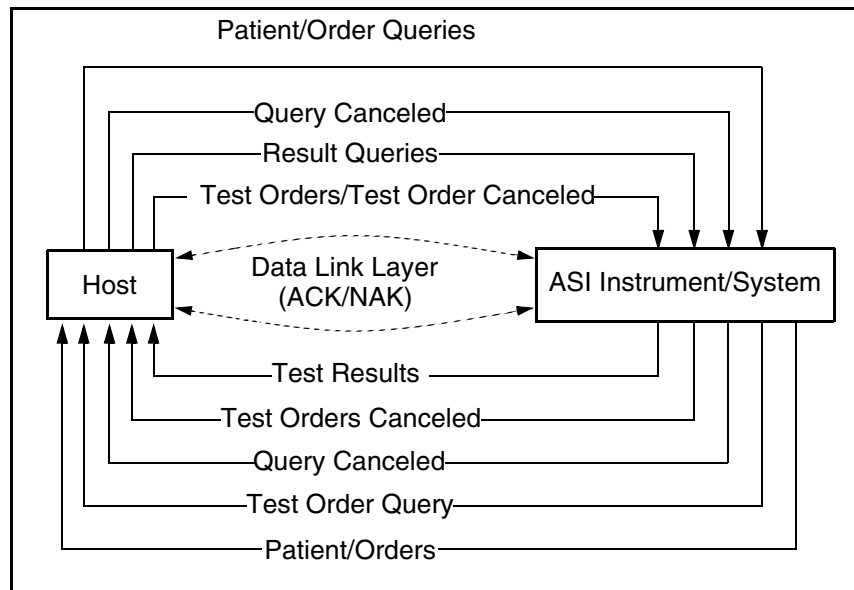 Patient/Order Queries
Query Canceled
Result Queries
Test Orders/Test Order Canceled
Host
Data Link Layer
(ACK/NAK)
ASI Instrument/System
Test Results
Test Orders Canceled
Query Canceled
Test Order Query
Patient/Orders